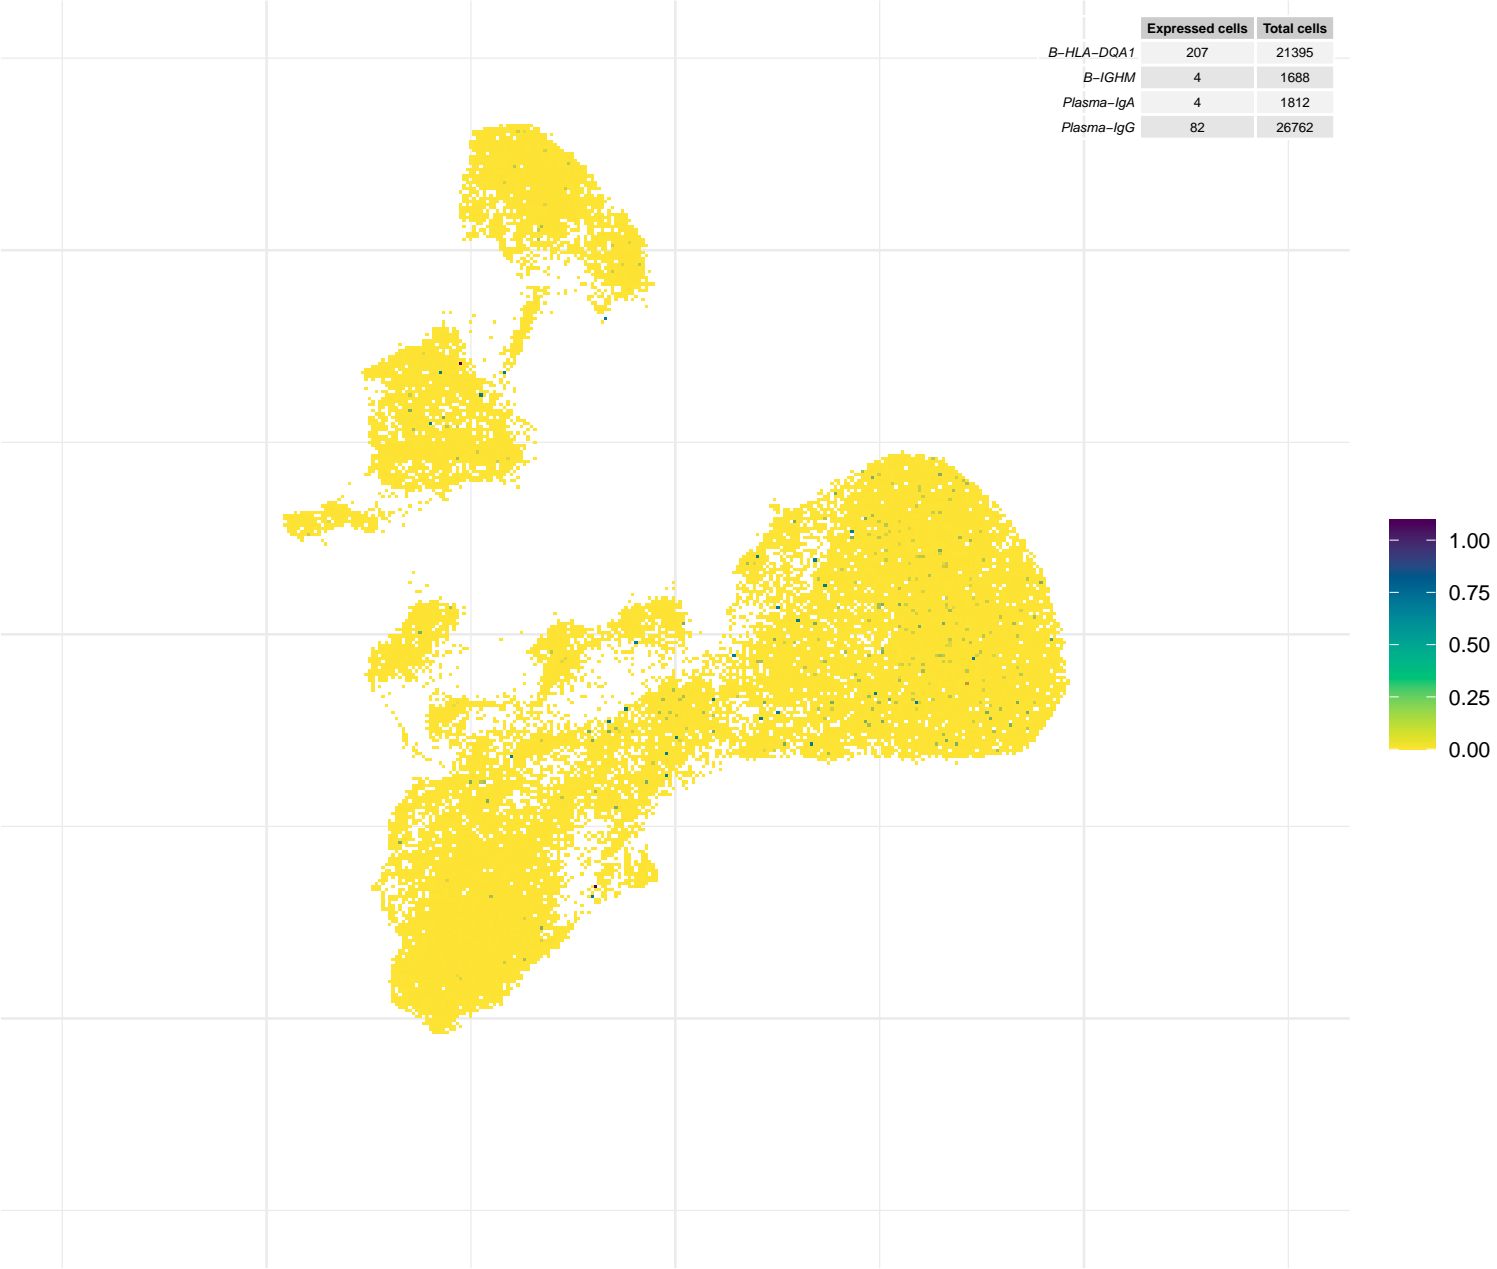 Expressed cells Total cells
B−HLA−DQA1 207 21395
B−IGHM 4 1688
Plasma−IgA 4 1812
Plasma−IgG 82 26762
1.00
0.75
0.50
0.25
0.00